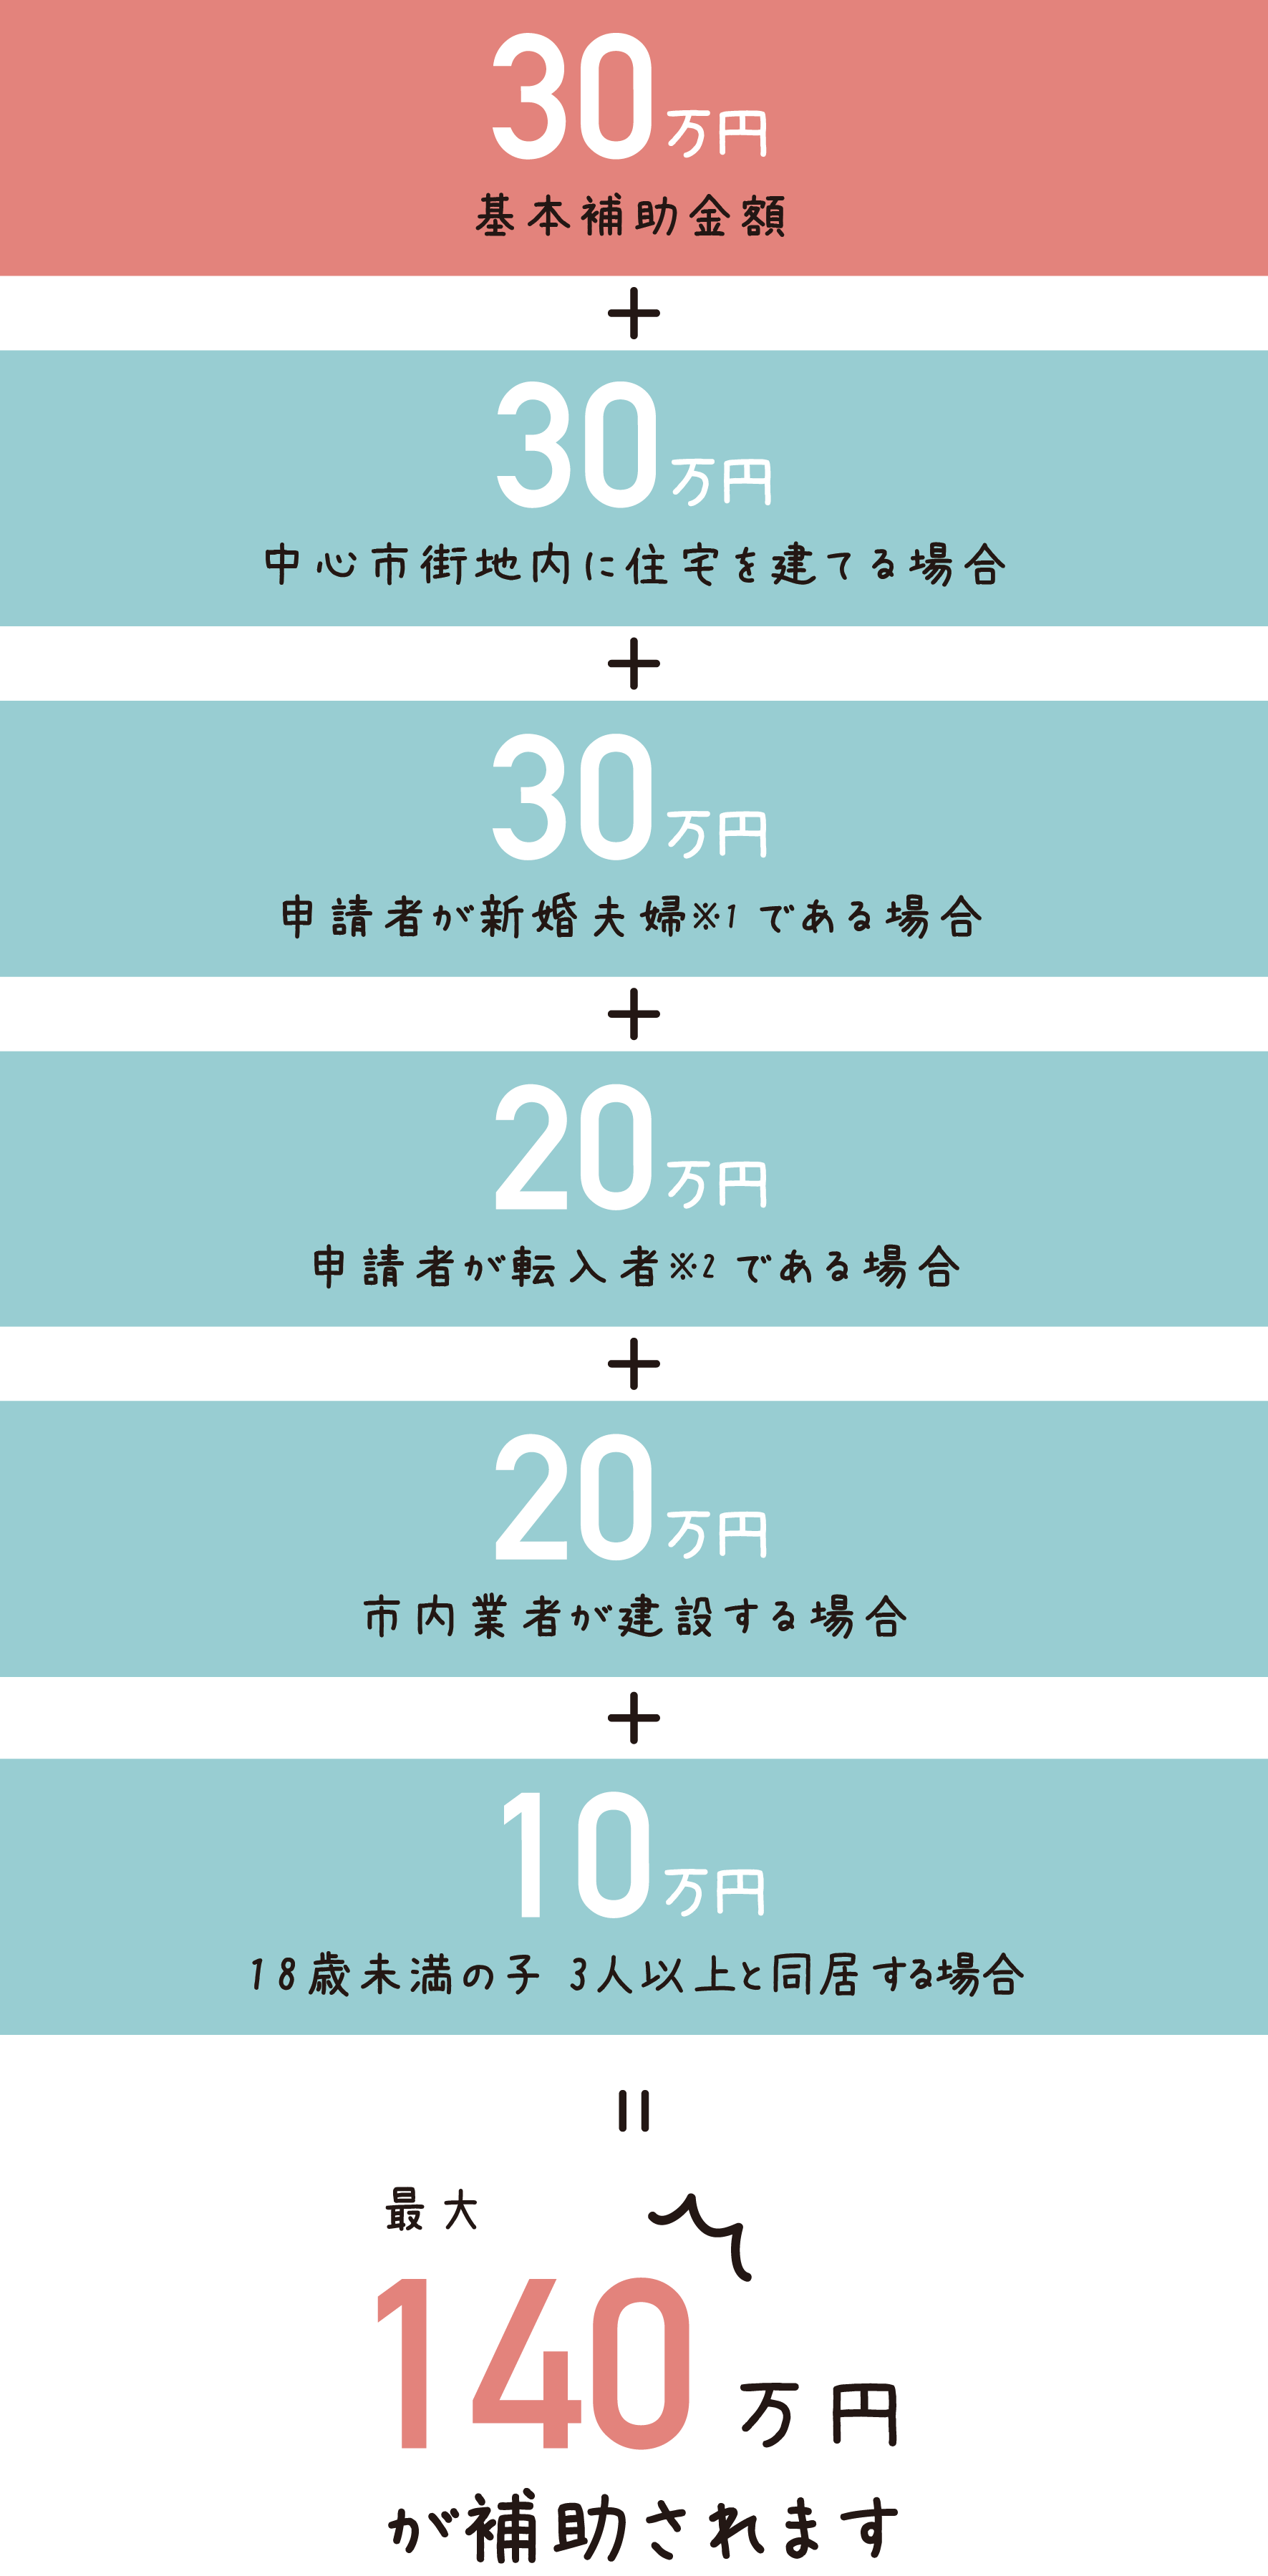 30万円
基本補助金額
+
30万円
中心市街地内に住宅を建てる場合
+
30万円
申請者が新婚夫婦※1 である場合
+
20万円
申請者が転入者※2 である場合
+
20万円
市内業者が建設する場合
+
10万円
18歳未満の子 3人以上と同居する場合
=
最大
140万円
が補助されます